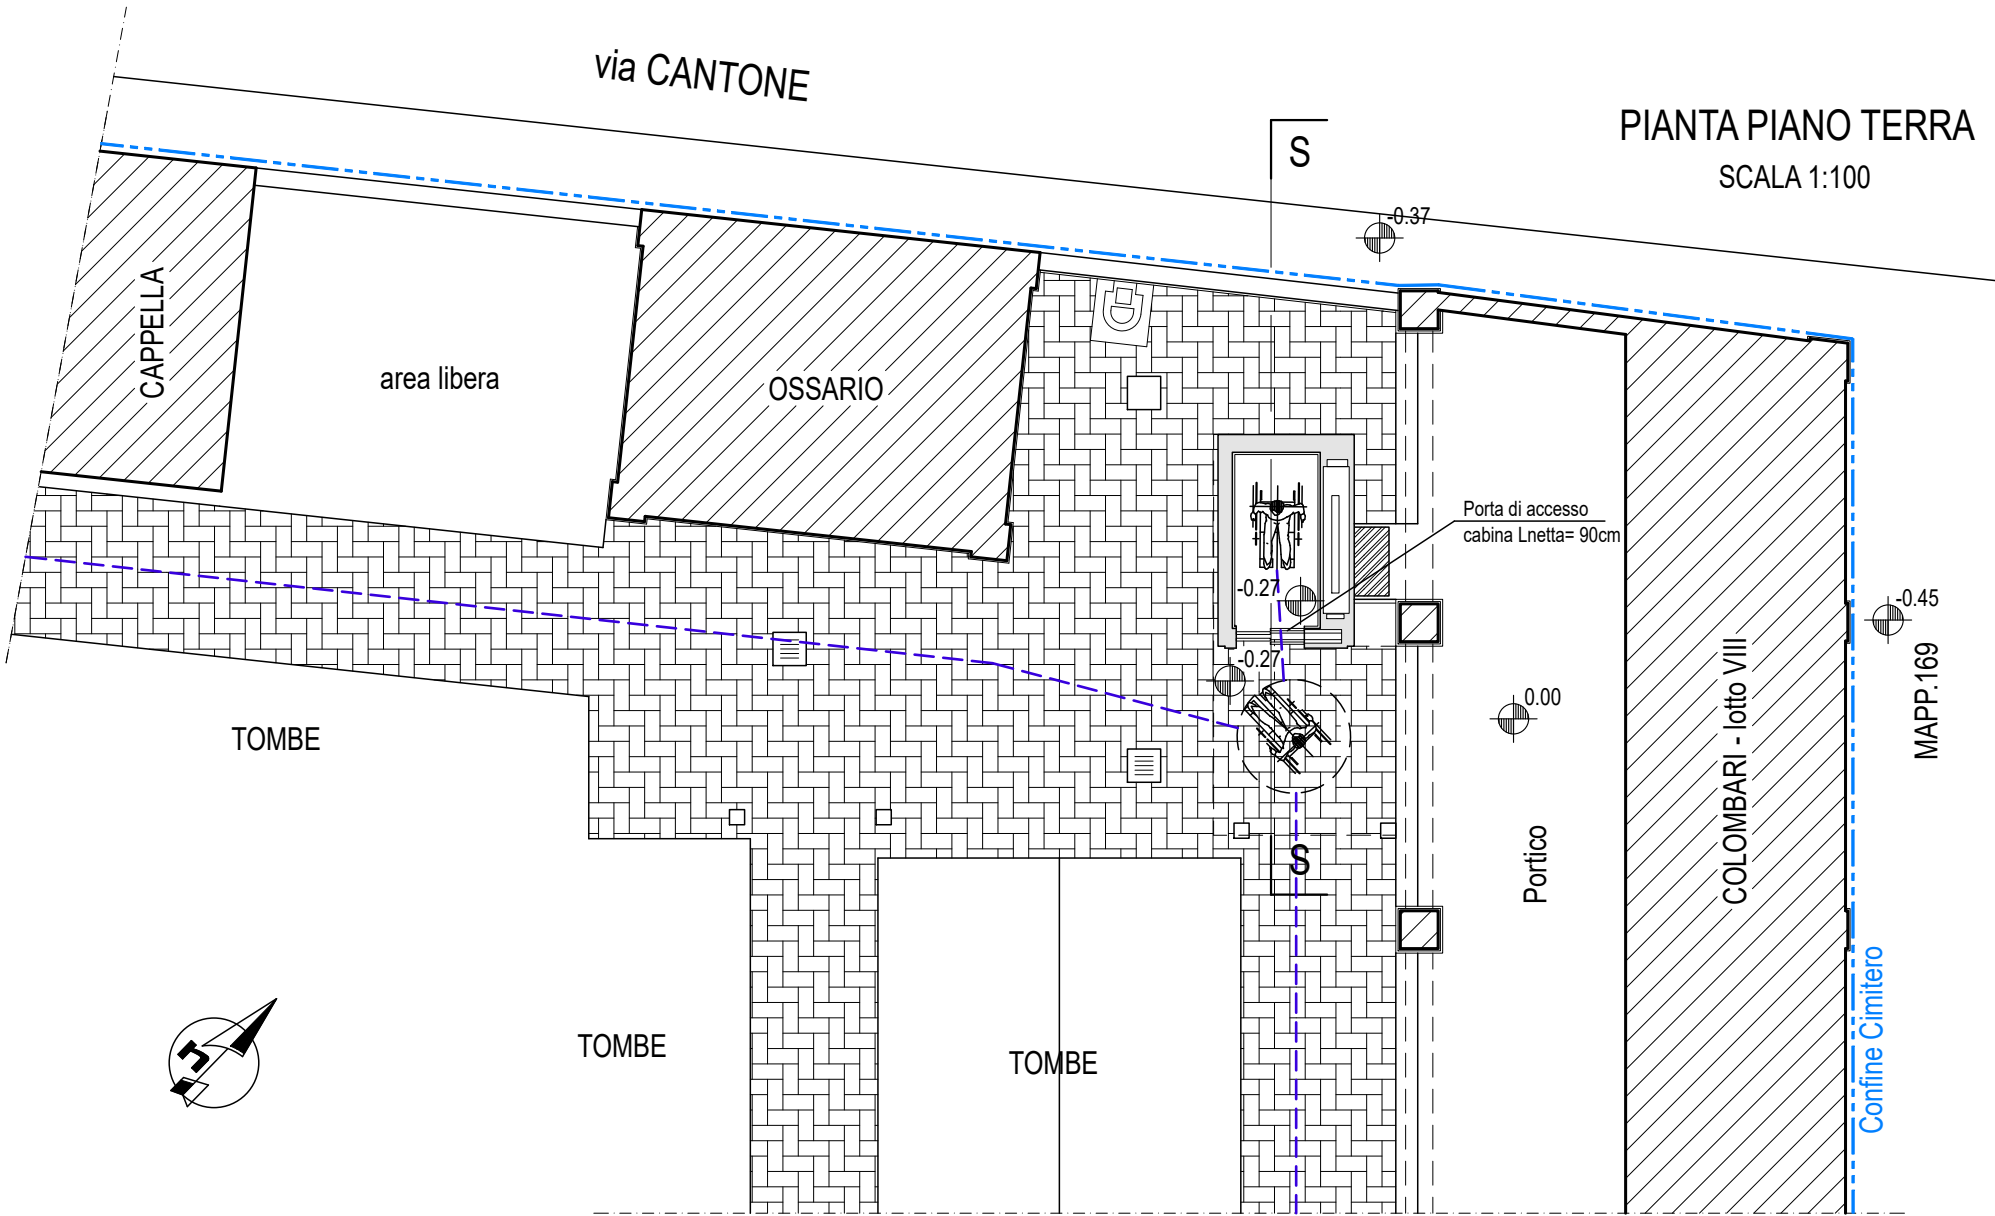 via CANTONE
PIANTA PIANO TERRA
SCALA 1:100
S
-0.37
CAPPELLA
area libera
OSSARIO
Porta di accesso
cabina Lnetta= 90cm
-0.27
-0.27
-0.45
MAPP.169
0.00
TOMBE
COLOMBARI - lotto VIII
Portico
S
Confine Cimitero
TOMBE
TOMBE